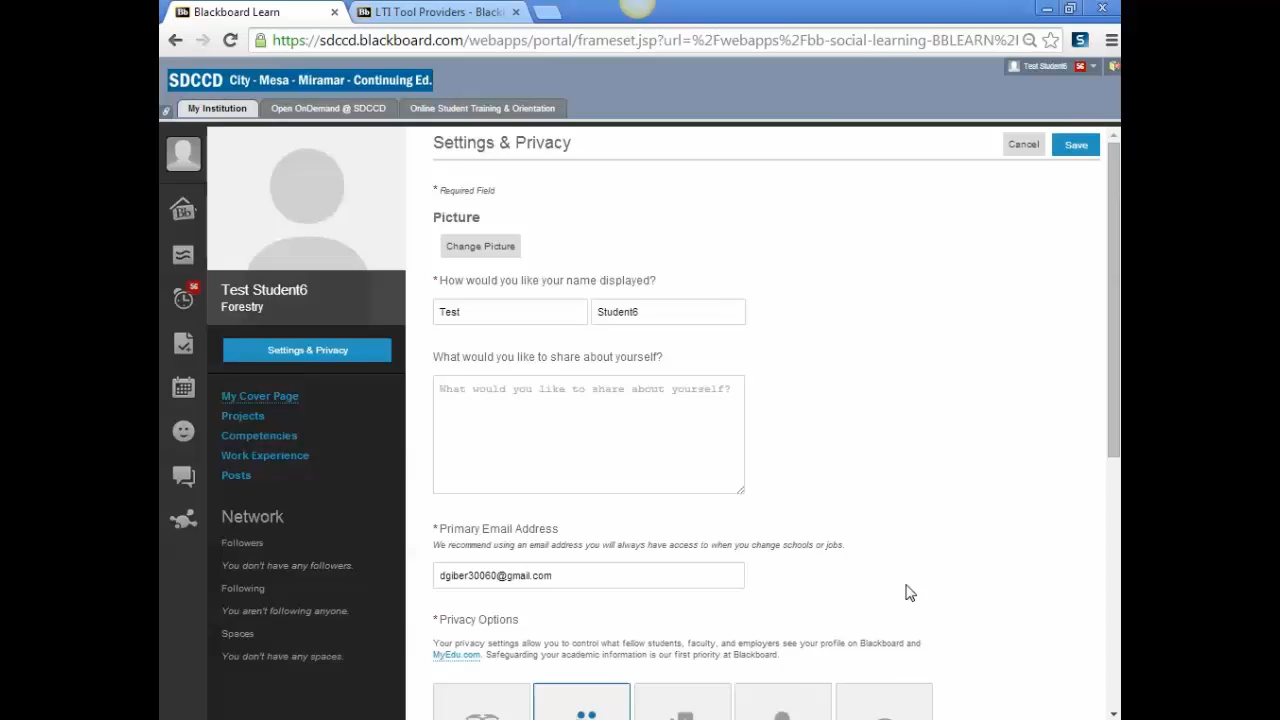 Blackboard Learn
LTI Tool Providers - Black
https://sdccd.blackboard.com/webapps/portal/frameset.jsp?url=%2Fwebapps%2Fbb-social-learning-BBLEARN%2
SDCCD City - Mesa - Miramar - Continuing Ed.
Test Student6 56
My Institution
Open OnDemand @ SDCCD
Online Student Training & Orientation
Settings & Privacy
Cancel
Save
* Required Field
Picture
Change Picture
* How would you like your name displayed?
Test
Student6
What would you like to share about yourself?
What would you like to share about yourself?
* Primary Email Address
We recommend using an email address you will always have access to when you change schools or jobs.
dgiber30060@gmail.com
* Privacy Options
Your privacy settings allow you to control what fellow students, faculty, and employers see your profile on Blackboard and
MyEdu.com. Safeguarding your academic information is our first priority at Blackboard.
Bb
56
Test Student6
Forestry
Settings & Privacy
My Cover Page
Projects
Competencies
Work Experience
Posts
Network
Followers
You don't have any followers.
Following
You aren't following anyone.
Spaces
You don't have any spaces.